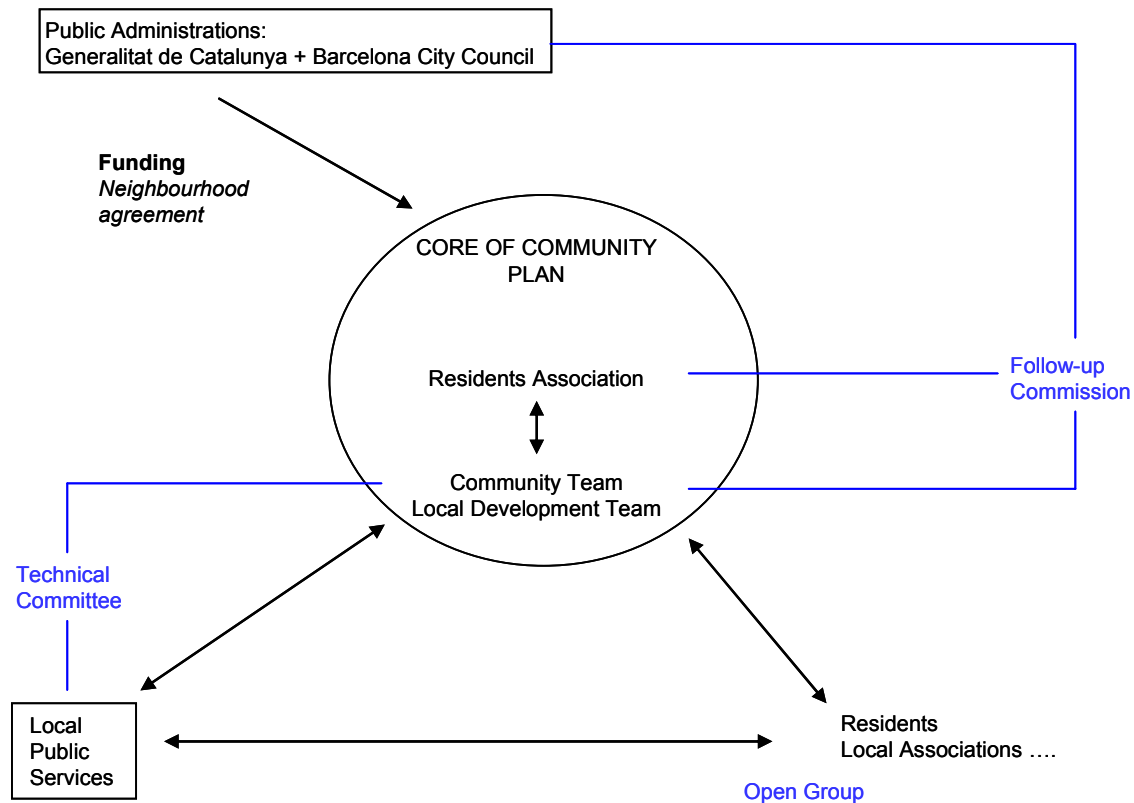 Public Administrations:
Generalitat de Catalunya + Barcelona City Council
Funding
Neighbourhood
agreement
CORE OF COMMUNITY
PLAN
Residents Association
Follow-up
Commission
Community Team
Local Development Team
Technical
Committee
Local
Public
Services
Residents
Local Associations ….
Open Group